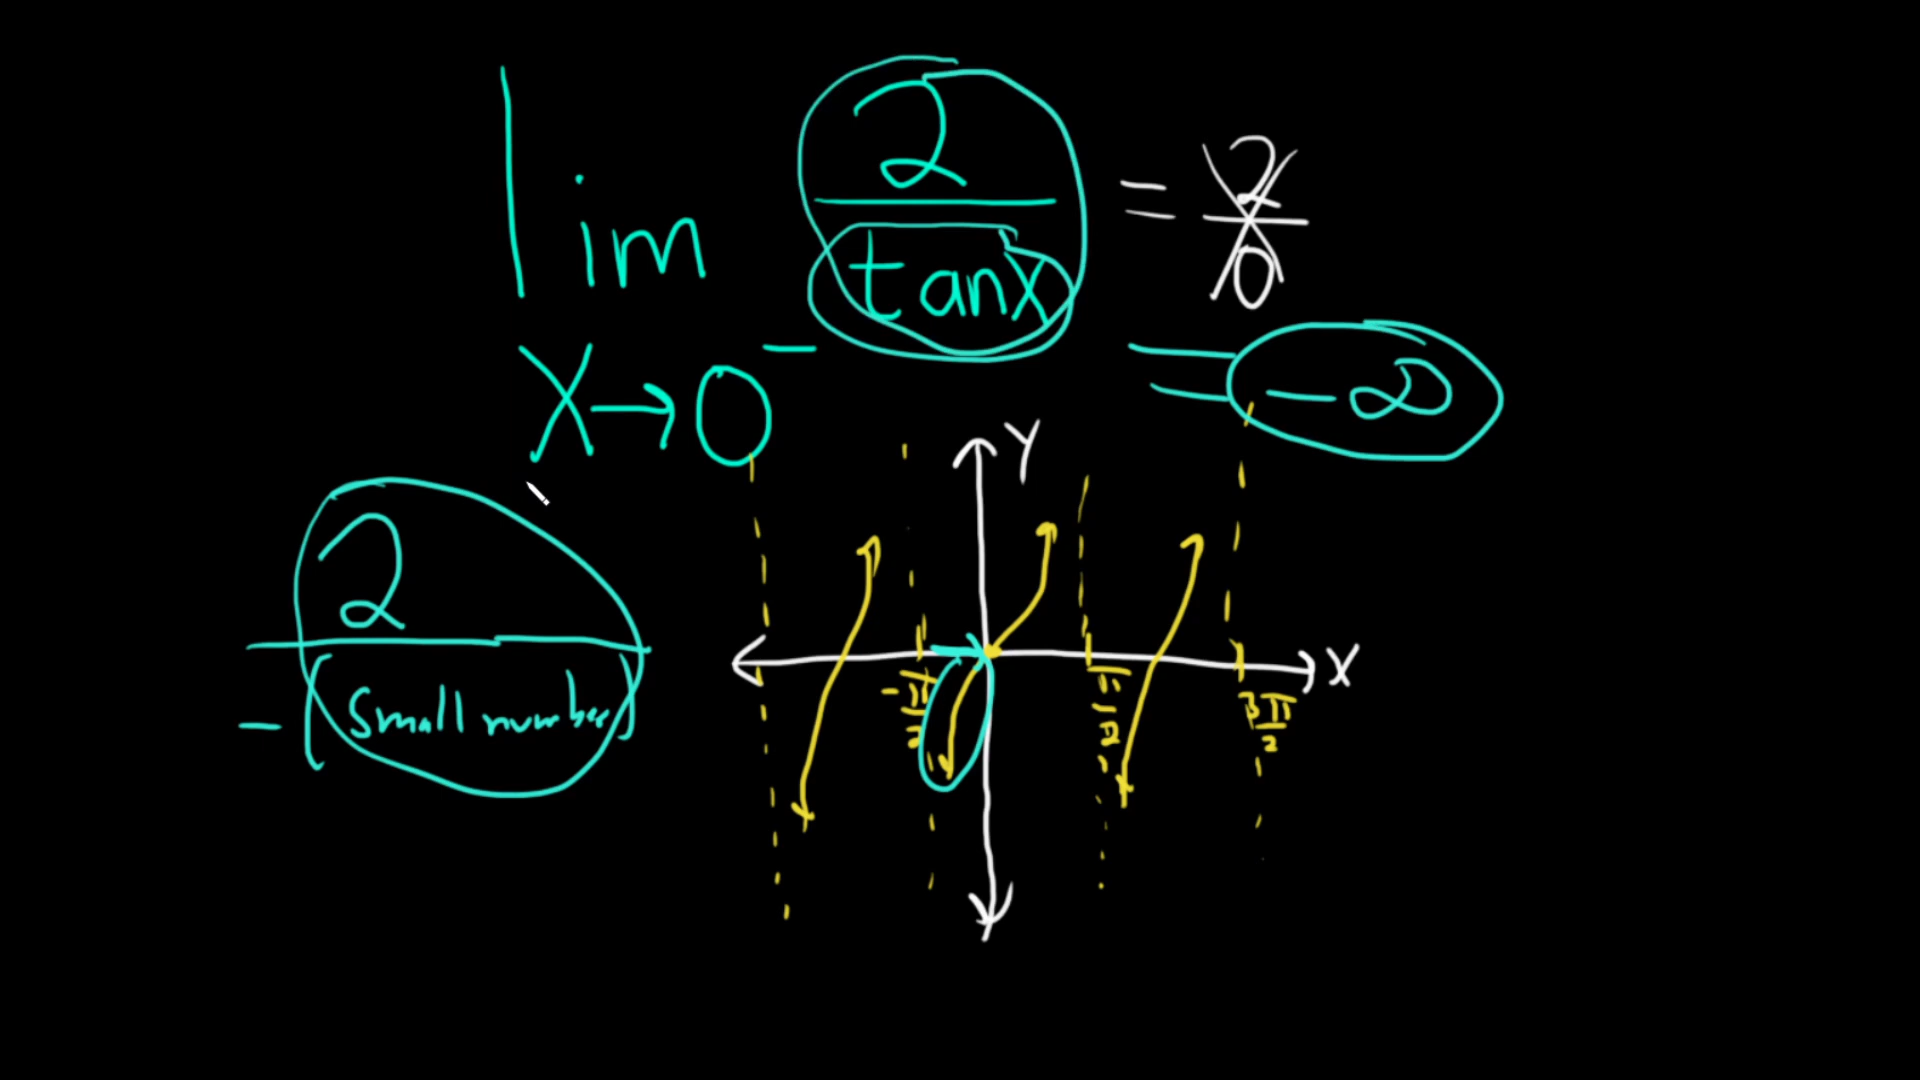 lim 2/tanx = 2/0
x→0⁻ = -∞
Y
2
-(small number)
X
-π/2 π/2 3π/2